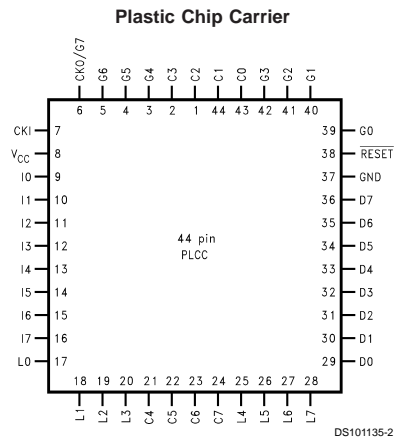 Plastic Chip Carrier
CKO/G7 G6 G5 G4 C3 C2 C1 C0 G3 G2 G1
6 5 4 3 2 1 44 43 42 41 40
CKI 7 39 G0
VCC 8 38 RESET
I0 9 37 GND
I1 10 36 D7
I2 11 35 D6
I3 12 34 D5
I4 13 33 D4
I5 14 32 D3
I6 15 31 D2
I7 16 30 D1
L0 17 29 D0
44 pin
PLCC
18 19 20 21 22 23 24 25 26 27 28
L1 L2 L3 C4 C5 C6 C7 L4 L5 L6 L7
DS101135-2